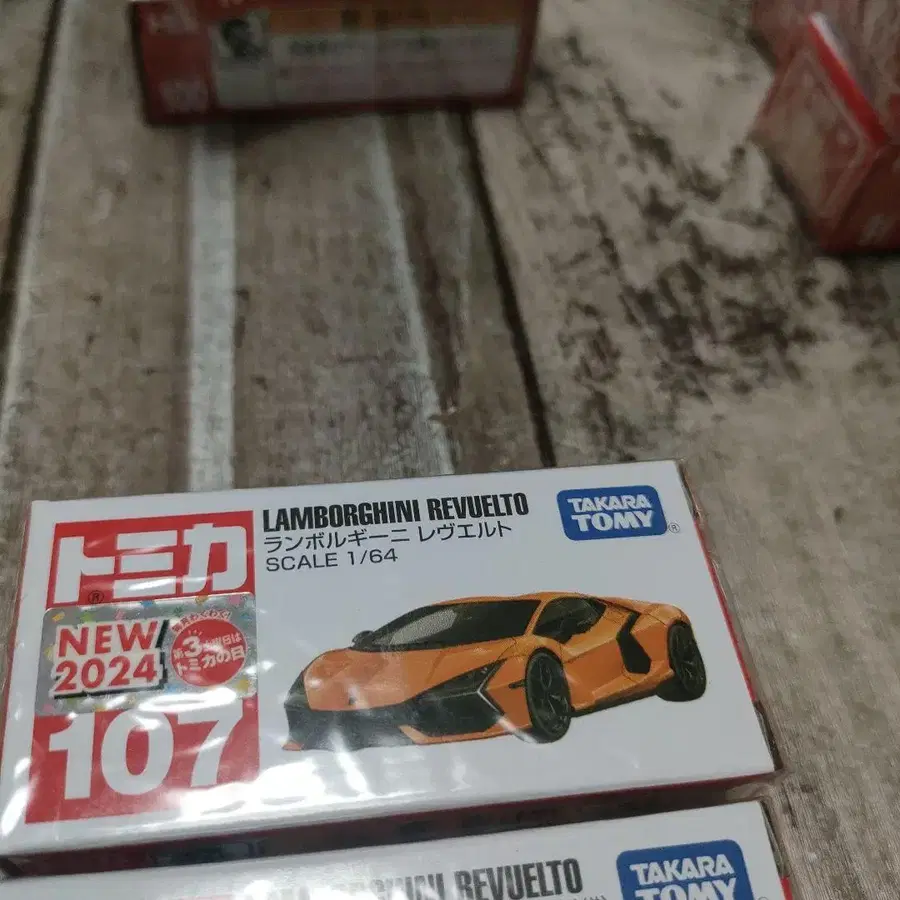 LAMBORGHINI REVUELTO
ランボルギーニ レヴエルト
SCALE 1/64
TAKARA
TOMY®
トミカ
®
NEW
2024
第3土曜日は
トミカの日
107
REVUELTO
TAKARA
TOMY